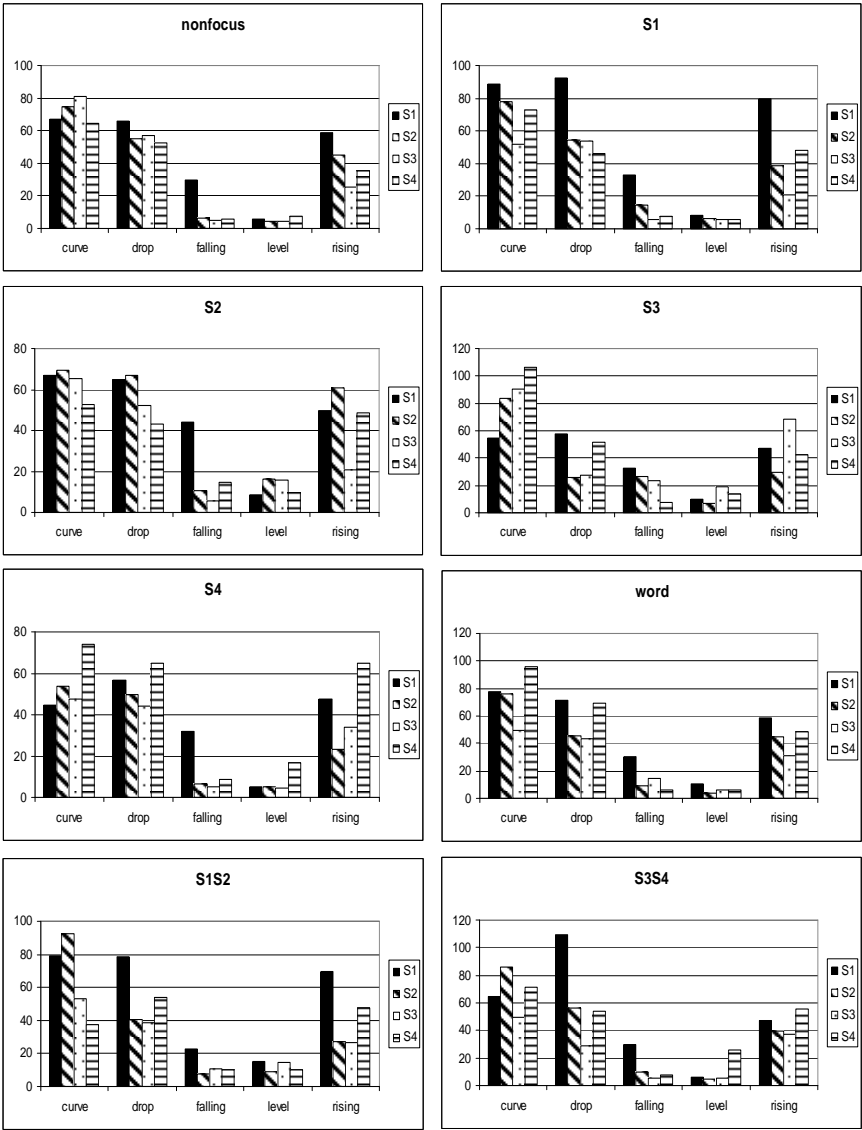 nonfocus
100
80
60
40
20
0
curve drop falling level rising
S1
S2
S3
S4
S1
100
80
60
40
20
0
curve drop falling level rising
S1
S2
S3
S4
S2
80
60
40
20
0
curve drop falling level rising
S1
S2
S3
S4
S3
120
100
80
60
40
20
0
curve drop falling level rising
S1
S2
S3
S4
S4
80
60
40
20
0
curve drop falling level rising
S1
S2
S3
S4
word
120
100
80
60
40
20
0
curve drop falling level rising
S1
S2
S3
S4
S1S2
100
80
60
40
20
0
curve drop falling level rising
S1
S2
S3
S4
S3S4
120
100
80
60
40
20
0
curve drop falling level rising
S1
S2
S3
S4